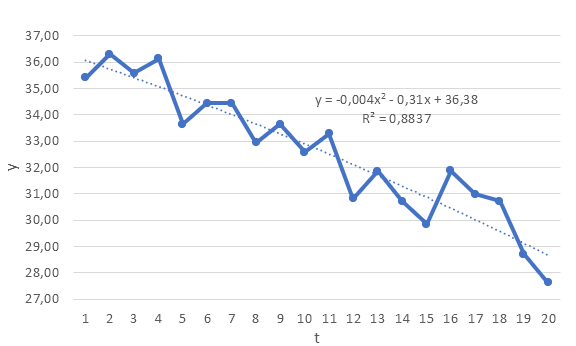 37,00
36,00
35,00
34,00
33,00
32,00
31,00
30,00
29,00
28,00
27,00
y
y = -0,004x² - 0,31x + 36,38
R² = 0,8837
1 2 3 4 5 6 7 8 9 10 11 12 13 14 15 16 17 18 19 20
t